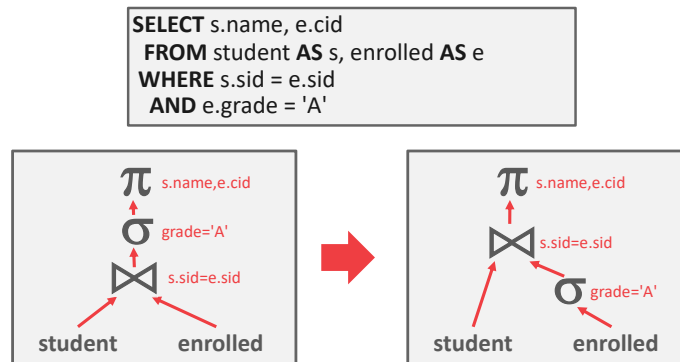 SELECT s.name, e.cid
FROM student AS s, enrolled AS e
WHERE s.sid = e.sid
AND e.grade = 'A'
π s.name,e.cid
σ grade='A'
⋈ s.sid=e.sid
student enrolled
π s.name,e.cid
⋈ s.sid=e.sid
σ grade='A'
student enrolled